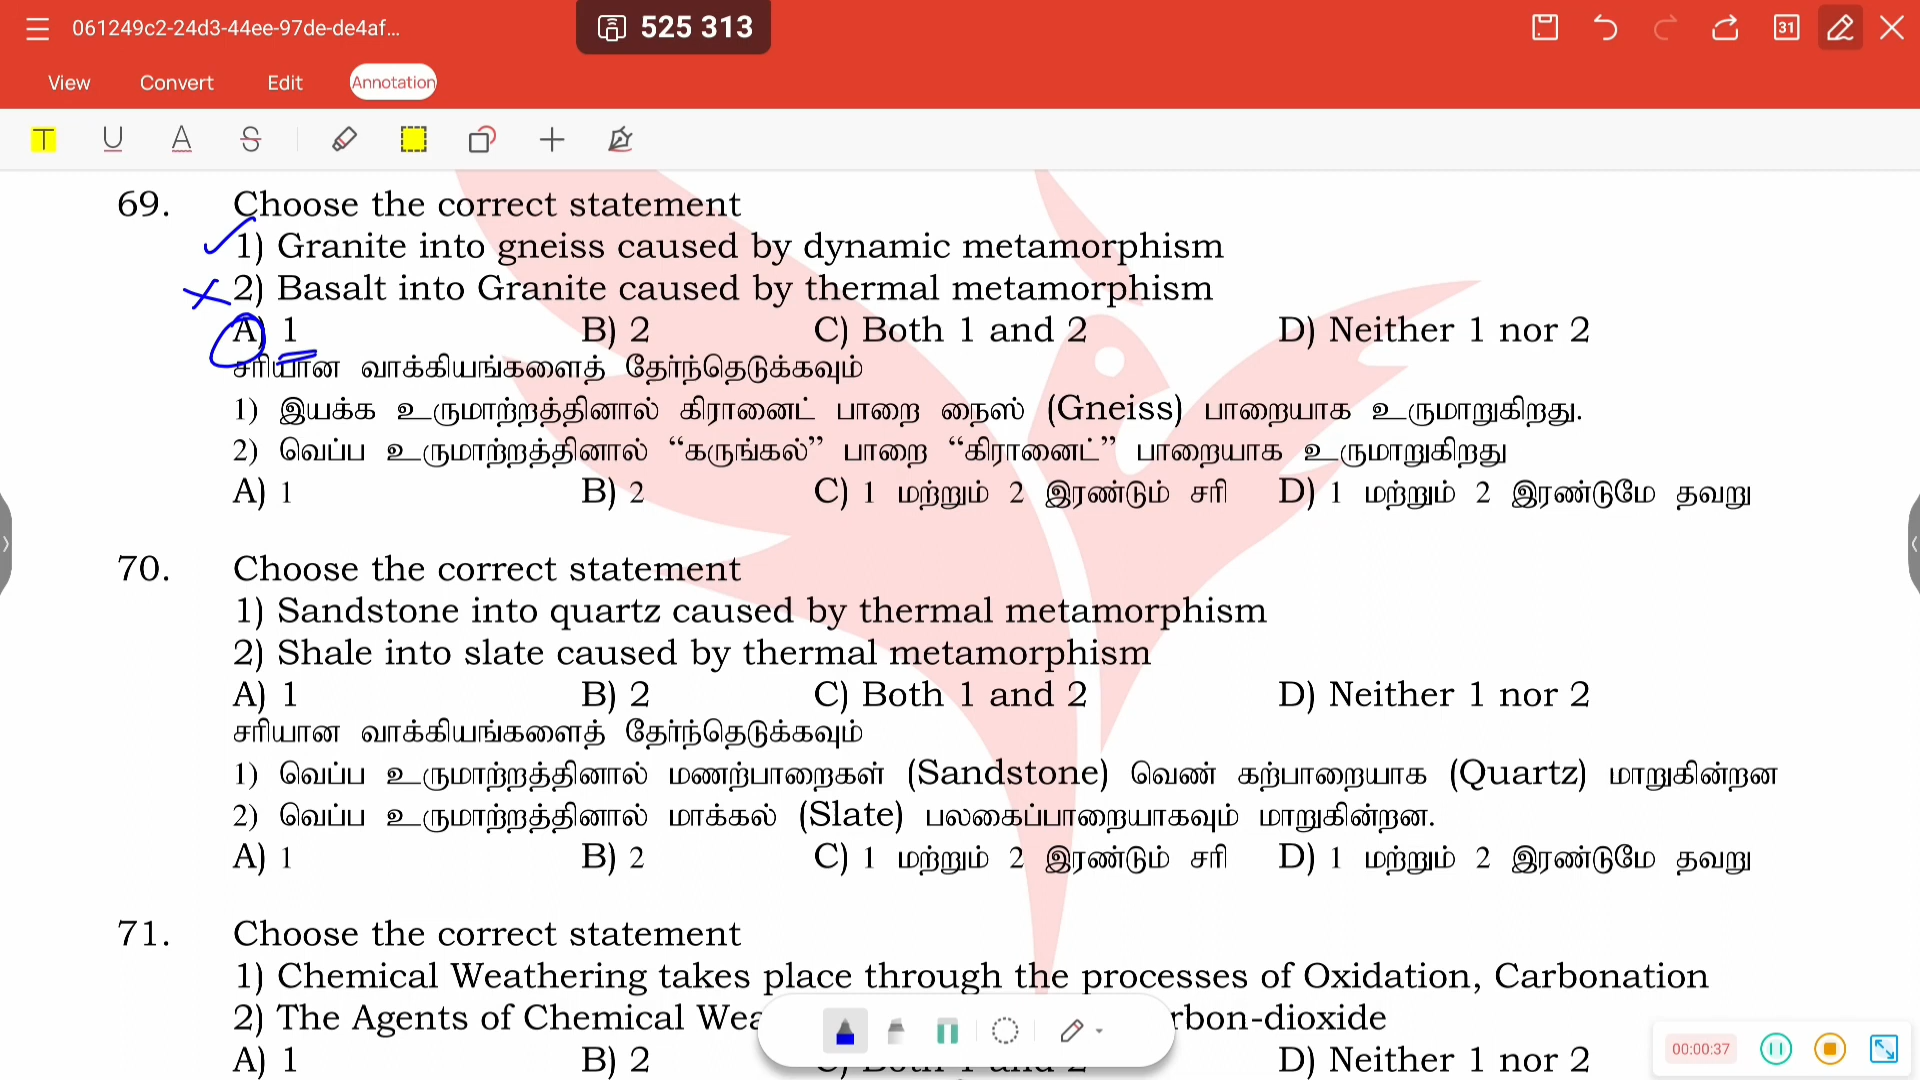 061249c2-24d3-44ee-97de-de4af...
525 313
31
View Convert Edit Annotation
T U A S
69. Choose the correct statement
1) Granite into gneiss caused by dynamic metamorphism
2) Basalt into Granite caused by thermal metamorphism
A) 1 B) 2 C) Both 1 and 2 D) Neither 1 nor 2
சரியான வாக்கியங்களைத் தேர்ந்தெடுக்கவும்
1) இயக்க உருமாற்றத்தினால் கிரானைட் பாறை நைஸ் (Gneiss) பாறையாக உருமாறுகிறது.
2) வெப்ப உருமாற்றத்தினால் “கருங்கல்” பாறை “கிரானைட்” பாறையாக உருமாறுகிறது
A) 1 B) 2 C) 1 மற்றும் 2 இரண்டும் சரி D) 1 மற்றும் 2 இரண்டுமே தவறு
70. Choose the correct statement
1) Sandstone into quartz caused by thermal metamorphism
2) Shale into slate caused by thermal metamorphism
A) 1 B) 2 C) Both 1 and 2 D) Neither 1 nor 2
சரியான வாக்கியங்களைத் தேர்ந்தெடுக்கவும்
1) வெப்ப உருமாற்றத்தினால் மணற்பாறைகள் (Sandstone) வெண் கற்பாறையாக (Quartz) மாறுகின்றன
2) வெப்ப உருமாற்றத்தினால் மாக்கல் (Slate) பலகைப்பாறையாகவும் மாறுகின்றன.
A) 1 B) 2 C) 1 மற்றும் 2 இரண்டும் சரி D) 1 மற்றும் 2 இரண்டுமே தவறு
71. Choose the correct statement
1) Chemical Weathering takes place through the processes of Oxidation, Carbonation
2) The Agents of Chemical rbon-dioxide
A) 1 B) 2 D) Neither 1 nor 2
00:00:37